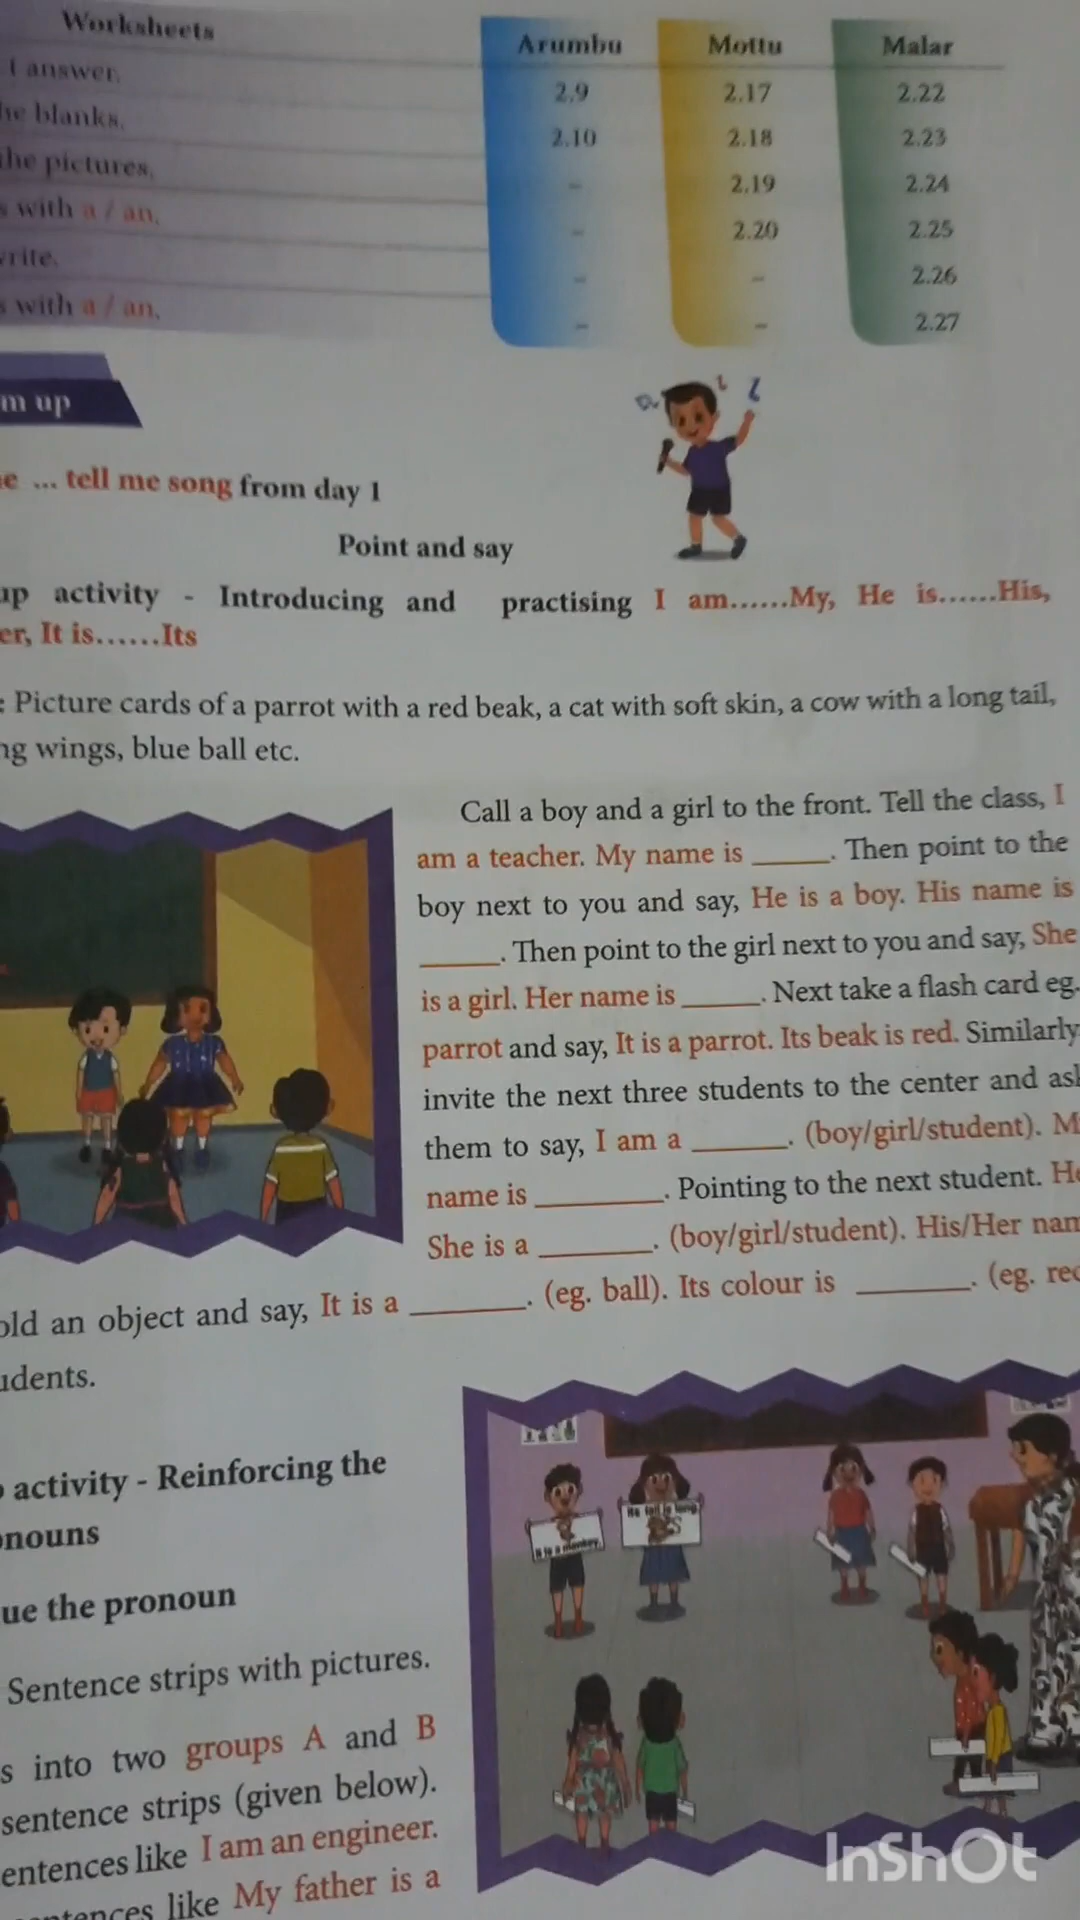 Worksheets Arumbu Mottu Malar
t answer. 2.9 2.17 2.22
he blanks. 2.10 2.18 2.23
the pictures. – 2.19 2.24
s with a / an. – 2.20 2.25
write. – – 2.26
s with a / an. – – 2.27
m up
e ... tell me song from day 1
Point and say
up activity - Introducing and practising I am......My, He is......His,
er, It is......Its
: Picture cards of a parrot with a red beak, a cat with soft skin, a cow with a long tail,
ng wings, blue ball etc.
Call a boy and a girl to the front. Tell the class, I
am a teacher. My name is ______. Then point to the
boy next to you and say, He is a boy. His name is
______. Then point to the girl next to you and say, She
is a girl. Her name is ______. Next take a flash card eg.
parrot and say, It is a parrot. Its beak is red. Similarly
invite the next three students to the center and ask
them to say, I am a _______. (boy/girl/student). M
name is _________. Pointing to the next student. He
She is a ________. (boy/girl/student). His/Her nam
old an object and say, It is a ________. (eg. ball). Its colour is ________. (eg. red
udents.
activity - Reinforcing the
onouns
ue the pronoun
Sentence strips with pictures.
It is a monkey.
s into two groups A and B
sentence strips (given below).
entences like I am an engineer.
ntences like My father is a
InShOt